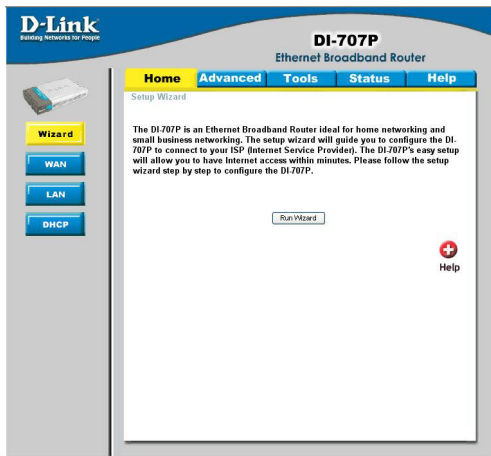 D-Link
Building Networks for People
DI-707P
Ethernet Broadband Router
Home Advanced Tools Status Help
Setup Wizard
Wizard
WAN
LAN
DHCP
The DI-707P is an Ethernet Broadband Router ideal for home networking and
small business networking. The setup wizard will guide you to configure the DI-
707P to connect to your ISP (Internet Service Provider). The DI-707P's easy setup
will allow you to have Internet access within minutes. Please follow the setup
wizard step by step to configure the DI-707P.
Run Wizard
Help